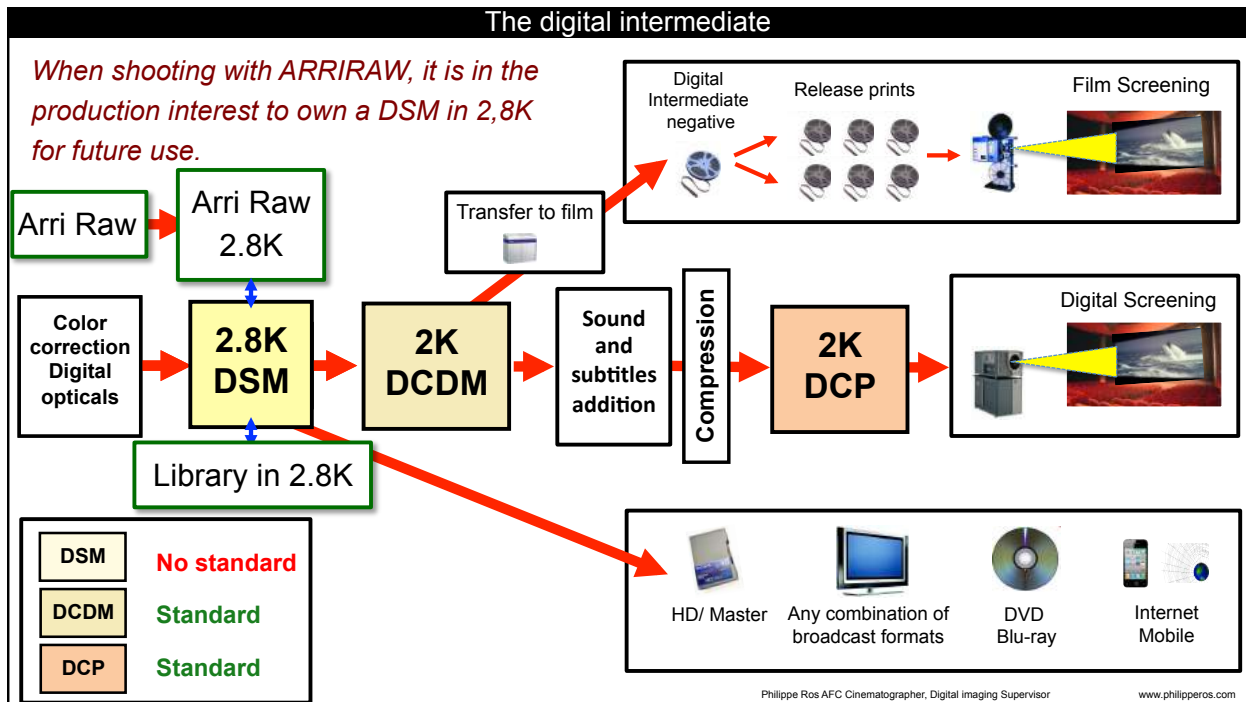 The digital intermediate
When shooting with ARRIRAW, it is in the
production interest to own a DSM in 2,8K
for future use.
Digital
Intermediate
negative
Release prints
Film Screening
Arri Raw
Arri Raw
2.8K
Transfer to film
Color
correction
Digital
opticals
2.8K
DSM
2K
DCDM
Sound
and
subtitles
addition
Compression
2K
DCP
Digital Screening
Library in 2.8K
DSM
No standard
DCDM
Standard
DCP
Standard
HD/ Master
Any combination of
broadcast formats
DVD
Blu-ray
Internet
Mobile
Philippe Ros AFC Cinematographer, Digital imaging Supervisor
www.philipperos.com